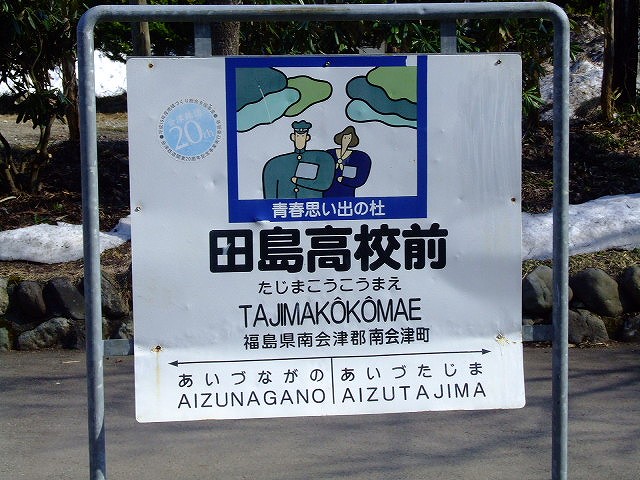 20th
青春思い出の杜
田島高校前
たじまこうこうまえ
TAJIMAKÔKÔMAE
福島県南会津郡南会津町
あいづながの
あいづたじま
AIZUNAGANO
AIZUTAJIMA